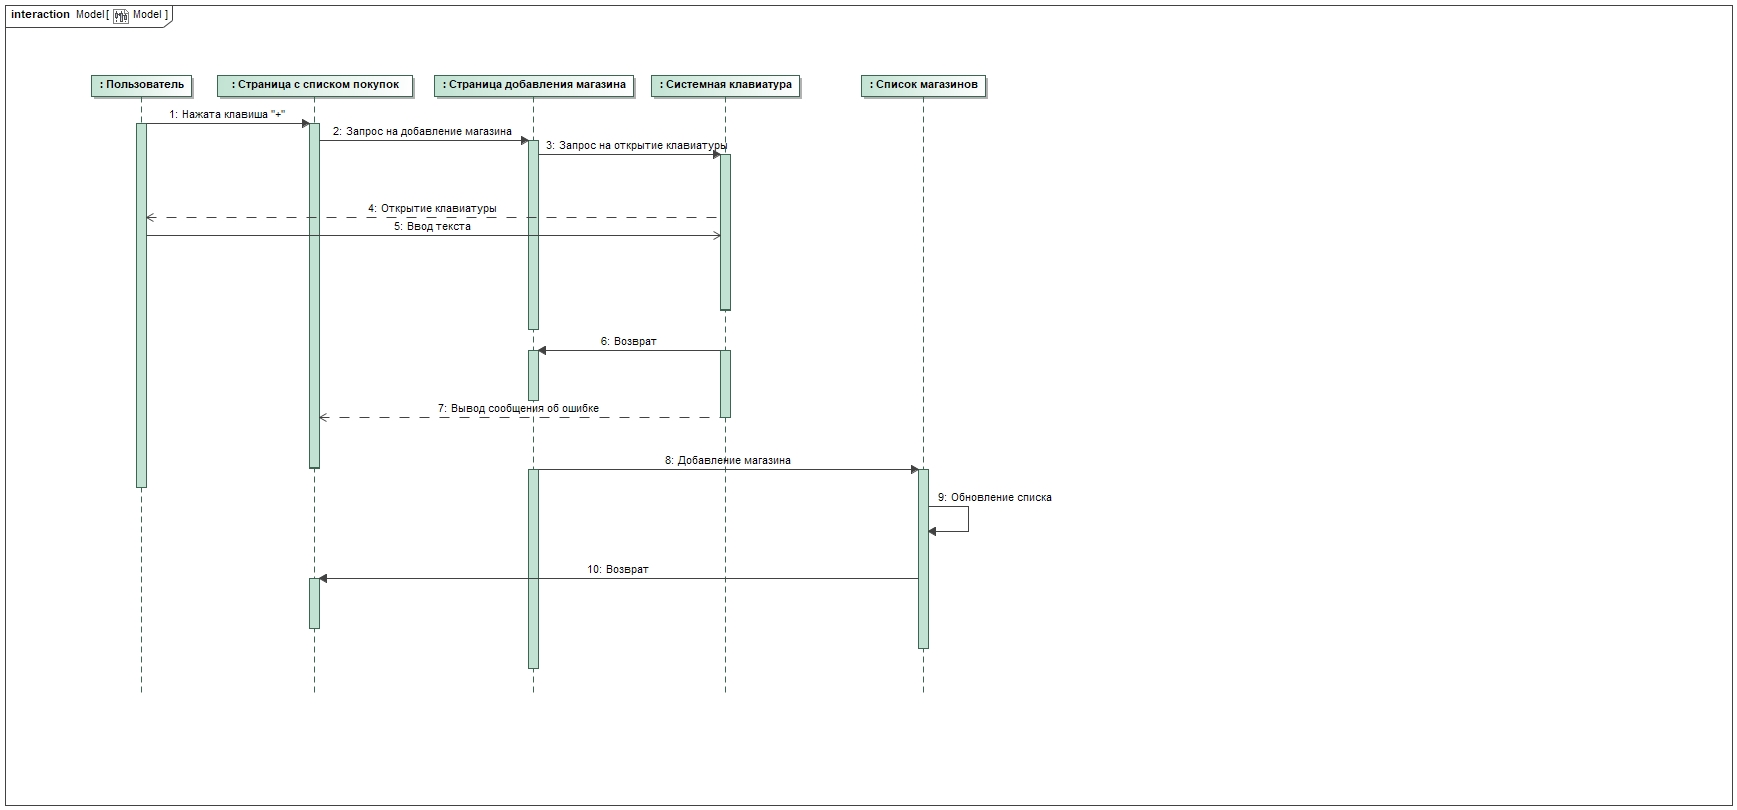 interaction Model[ Model ]
: Пользователь
: Страница с списком покупок
: Страница добавления магазина
: Системная клавиатура
: Список магазинов
1: Нажата клавиша "+"
2: Запрос на добавление магазина
3: Запрос на открытие клавиатуры
4: Открытие клавиатуры
5: Ввод текста
6: Возврат
7: Вывод сообщения об ошибке
8: Добавление магазина
9: Обновление списка
10: Возврат